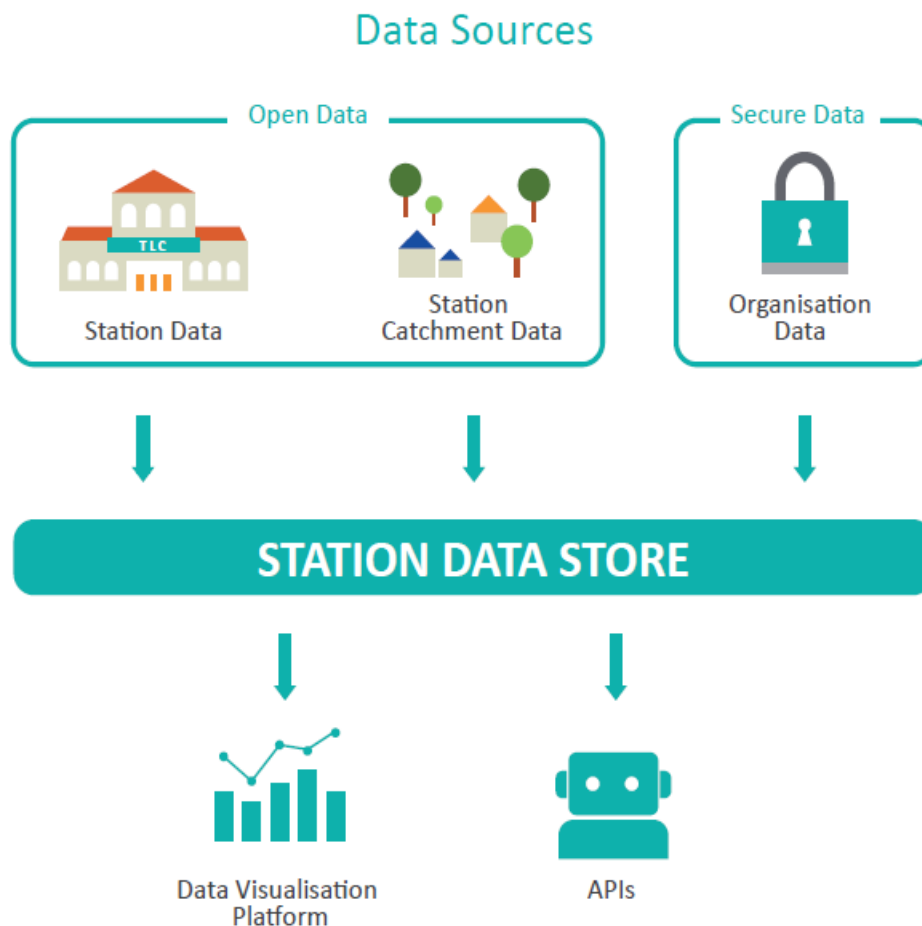 Data Sources
Open Data
Secure Data
TLC
Station Data
Station
Catchment Data
Organisation
Data
STATION DATA STORE
Data Visualisation
Platform
APIs